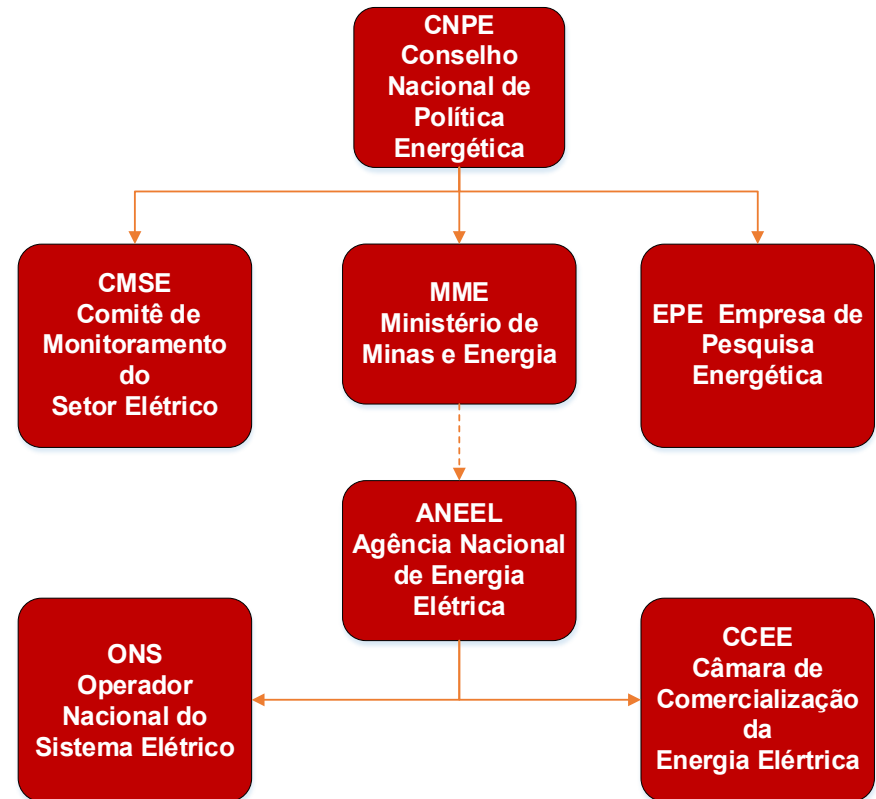 CNPE
Conselho
Nacional de
Política
Energética
CMSE
Comitê de
Monitoramento
do
Setor Elétrico
MME
Ministério de
Minas e Energia
EPE Empresa de
Pesquisa
Energética
ANEEL
Agência Nacional
de Energia
Elétrica
ONS
Operador
Nacional do
Sistema Elétrico
CCEE
Câmara de
Comercialização
da
Energia Elértrica